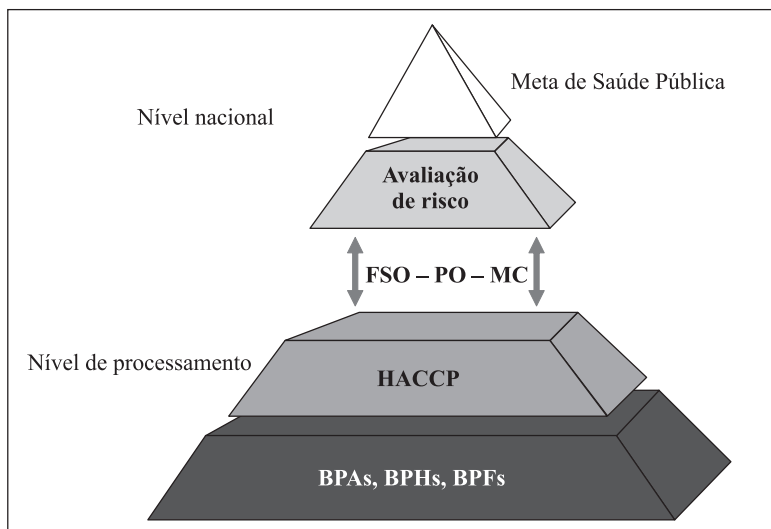 Meta de Saúde Pública
Nível nacional
Avaliação
de risco
FSO – PO – MC
Nível de processamento
HACCP
BPAs, BPHs, BPFs